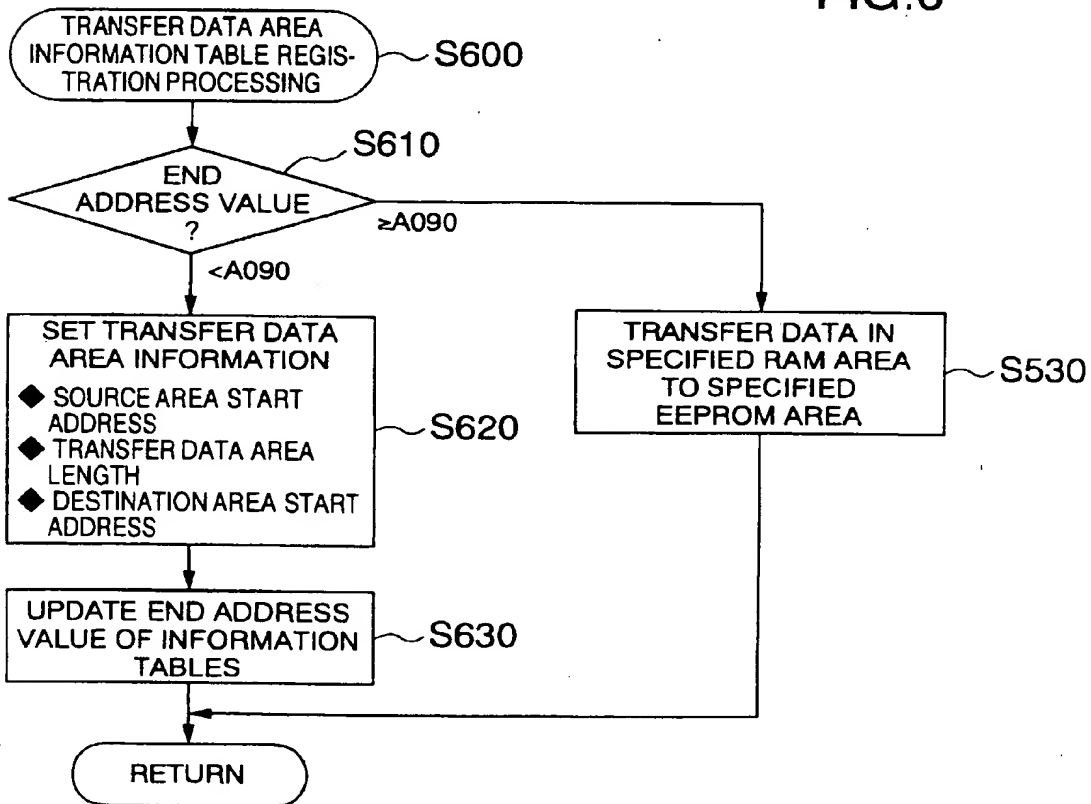 TRANSFER DATA AREA
INFORMATION TABLE REGIS-
TRATION PROCESSING
S600
S610
END
ADDRESS VALUE
?
≥A090
<A090
SET TRANSFER DATA
AREA INFORMATION
◆ SOURCE AREA START
ADDRESS
◆ TRANSFER DATA AREA
LENGTH
◆ DESTINATION AREA START
ADDRESS
S620
TRANSFER DATA IN
SPECIFIED RAM AREA
TO SPECIFIED
EEPROM AREA
S530
UPDATE END ADDRESS
VALUE OF INFORMATION
TABLES
S630
RETURN